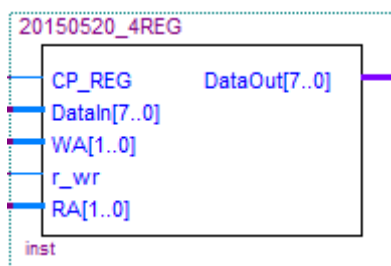 20150520_4REG
CP_REG DataOut[7..0]
DataIn[7..0]
WA[1..0]
r_wr
RA[1..0]
inst